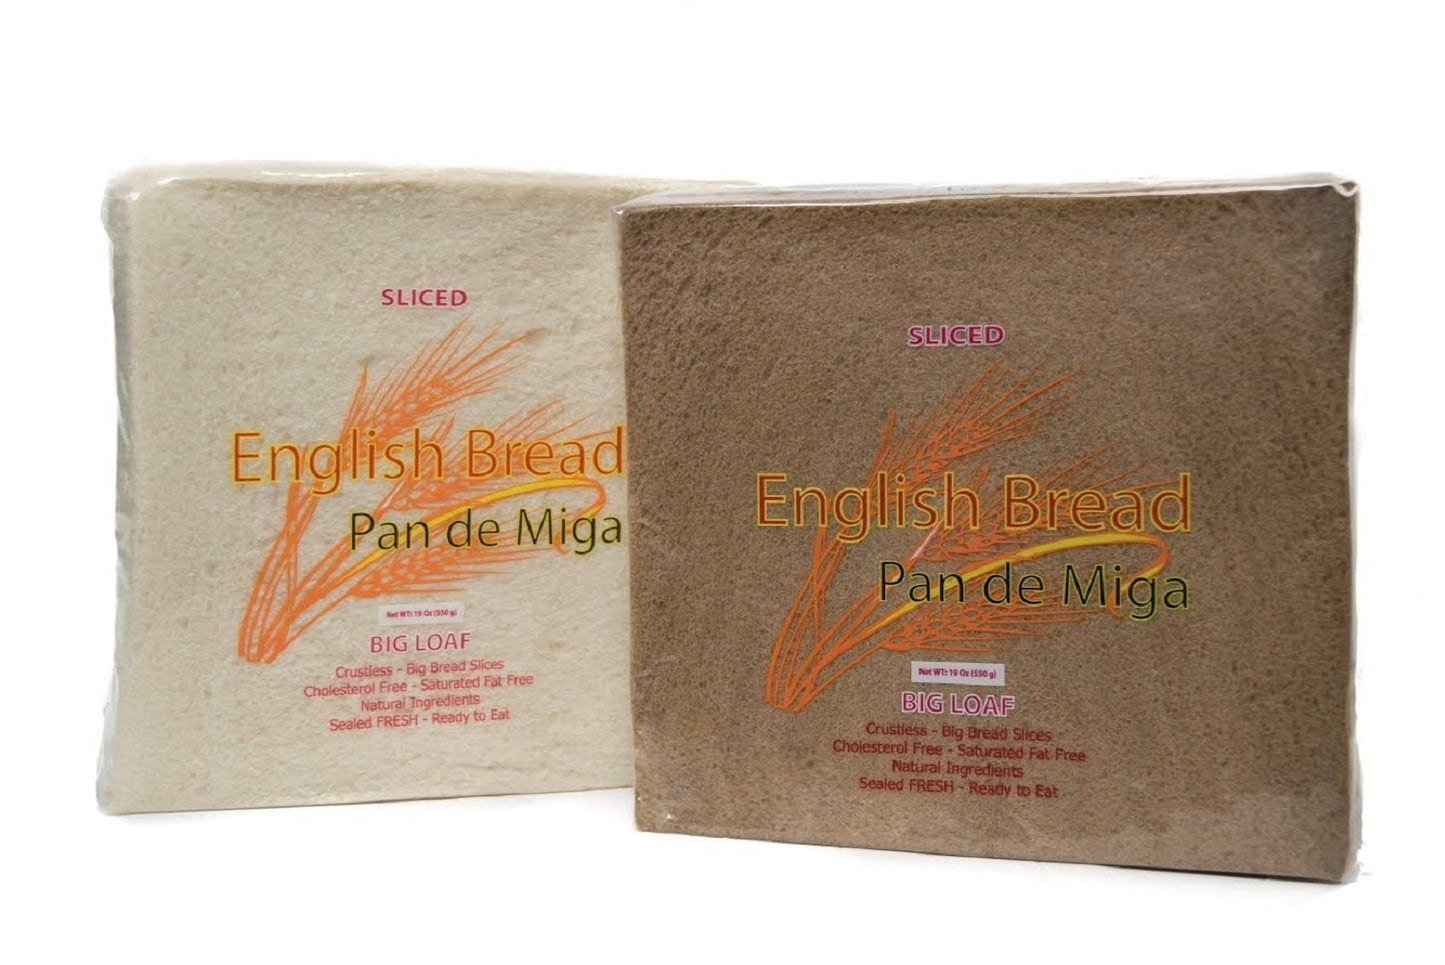 SLICED
English Bread
Pan de Miga
Net WT: 19 Oz (550 g)
BIG LOAF
Crustless - Big Bread Slices
Cholesterol Free - Saturated Fat Free
Natural Ingredients
Sealed FRESH - Ready to Eat
SLICED
English Bread
Pan de Miga
Net WT: 19 Oz (550 g)
BIG LOAF
Crustless - Big Bread Slices
Cholesterol Free - Saturated Fat Free
Natural Ingredients
Sealed FRESH - Ready to Eat